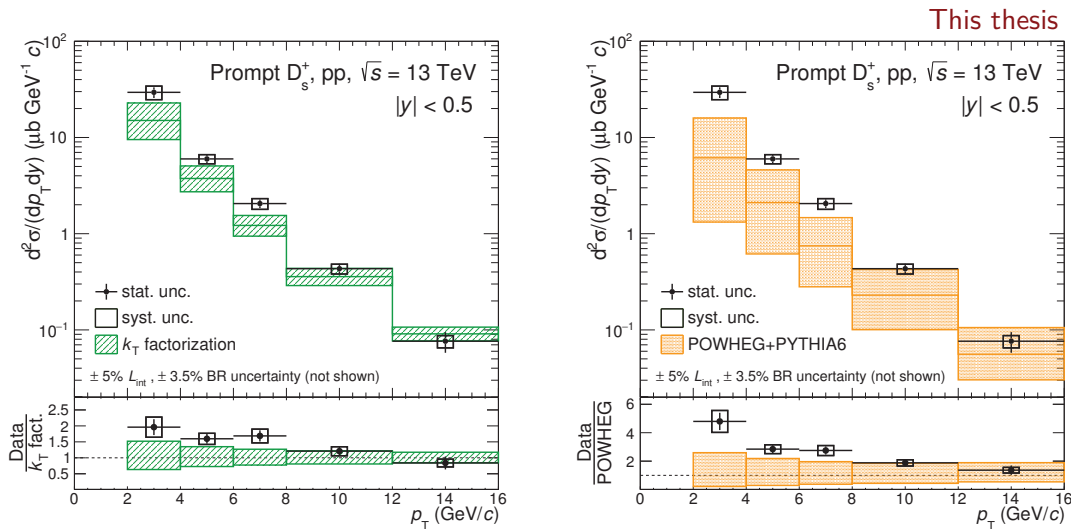 This thesis
d²σ/(dp_T dy) (μb GeV⁻¹ c)
10²
10
1
10⁻¹
Prompt D_s⁺, pp, √s = 13 TeV
|y| < 0.5
stat. unc.
syst. unc.
k_T factorization
± 5% L_int , ± 3.5% BR uncertainty (not shown)
Data
k_T fact.
2.5
2
1.5
1
0.5
0 2 4 6 8 10 12 14 16
p_T (GeV/c)
d²σ/(dp_T dy) (μb GeV⁻¹ c)
10²
10
1
10⁻¹
Prompt D_s⁺, pp, √s = 13 TeV
|y| < 0.5
stat. unc.
syst. unc.
POWHEG+PYTHIA6
± 5% L_int , ± 3.5% BR uncertainty (not shown)
Data
POWHEG
6
4
2
0 2 4 6 8 10 12 14 16
p_T (GeV/c)